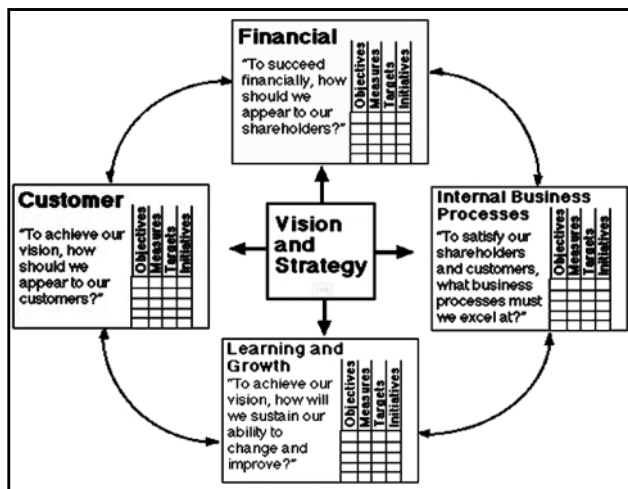 Financial
"To succeed
financially, how
should we
appear to our
shareholders?"
Objectives
Measures
Targets
Initiatives
Customer
"To achieve our
vision, how
should we
appear to our
customers?"
Objectives
Measures
Targets
Initiatives
Vision
and
Strategy
Internal Business
Processes
"To satisfy our
shareholders
and customers,
what business
processes must
we excel at?"
Objectives
Measures
Targets
Initiatives
Learning and
Growth
"To achieve our
vision, how will
we sustain our
ability to
change and
improve?"
Objectives
Measures
Targets
Initiatives